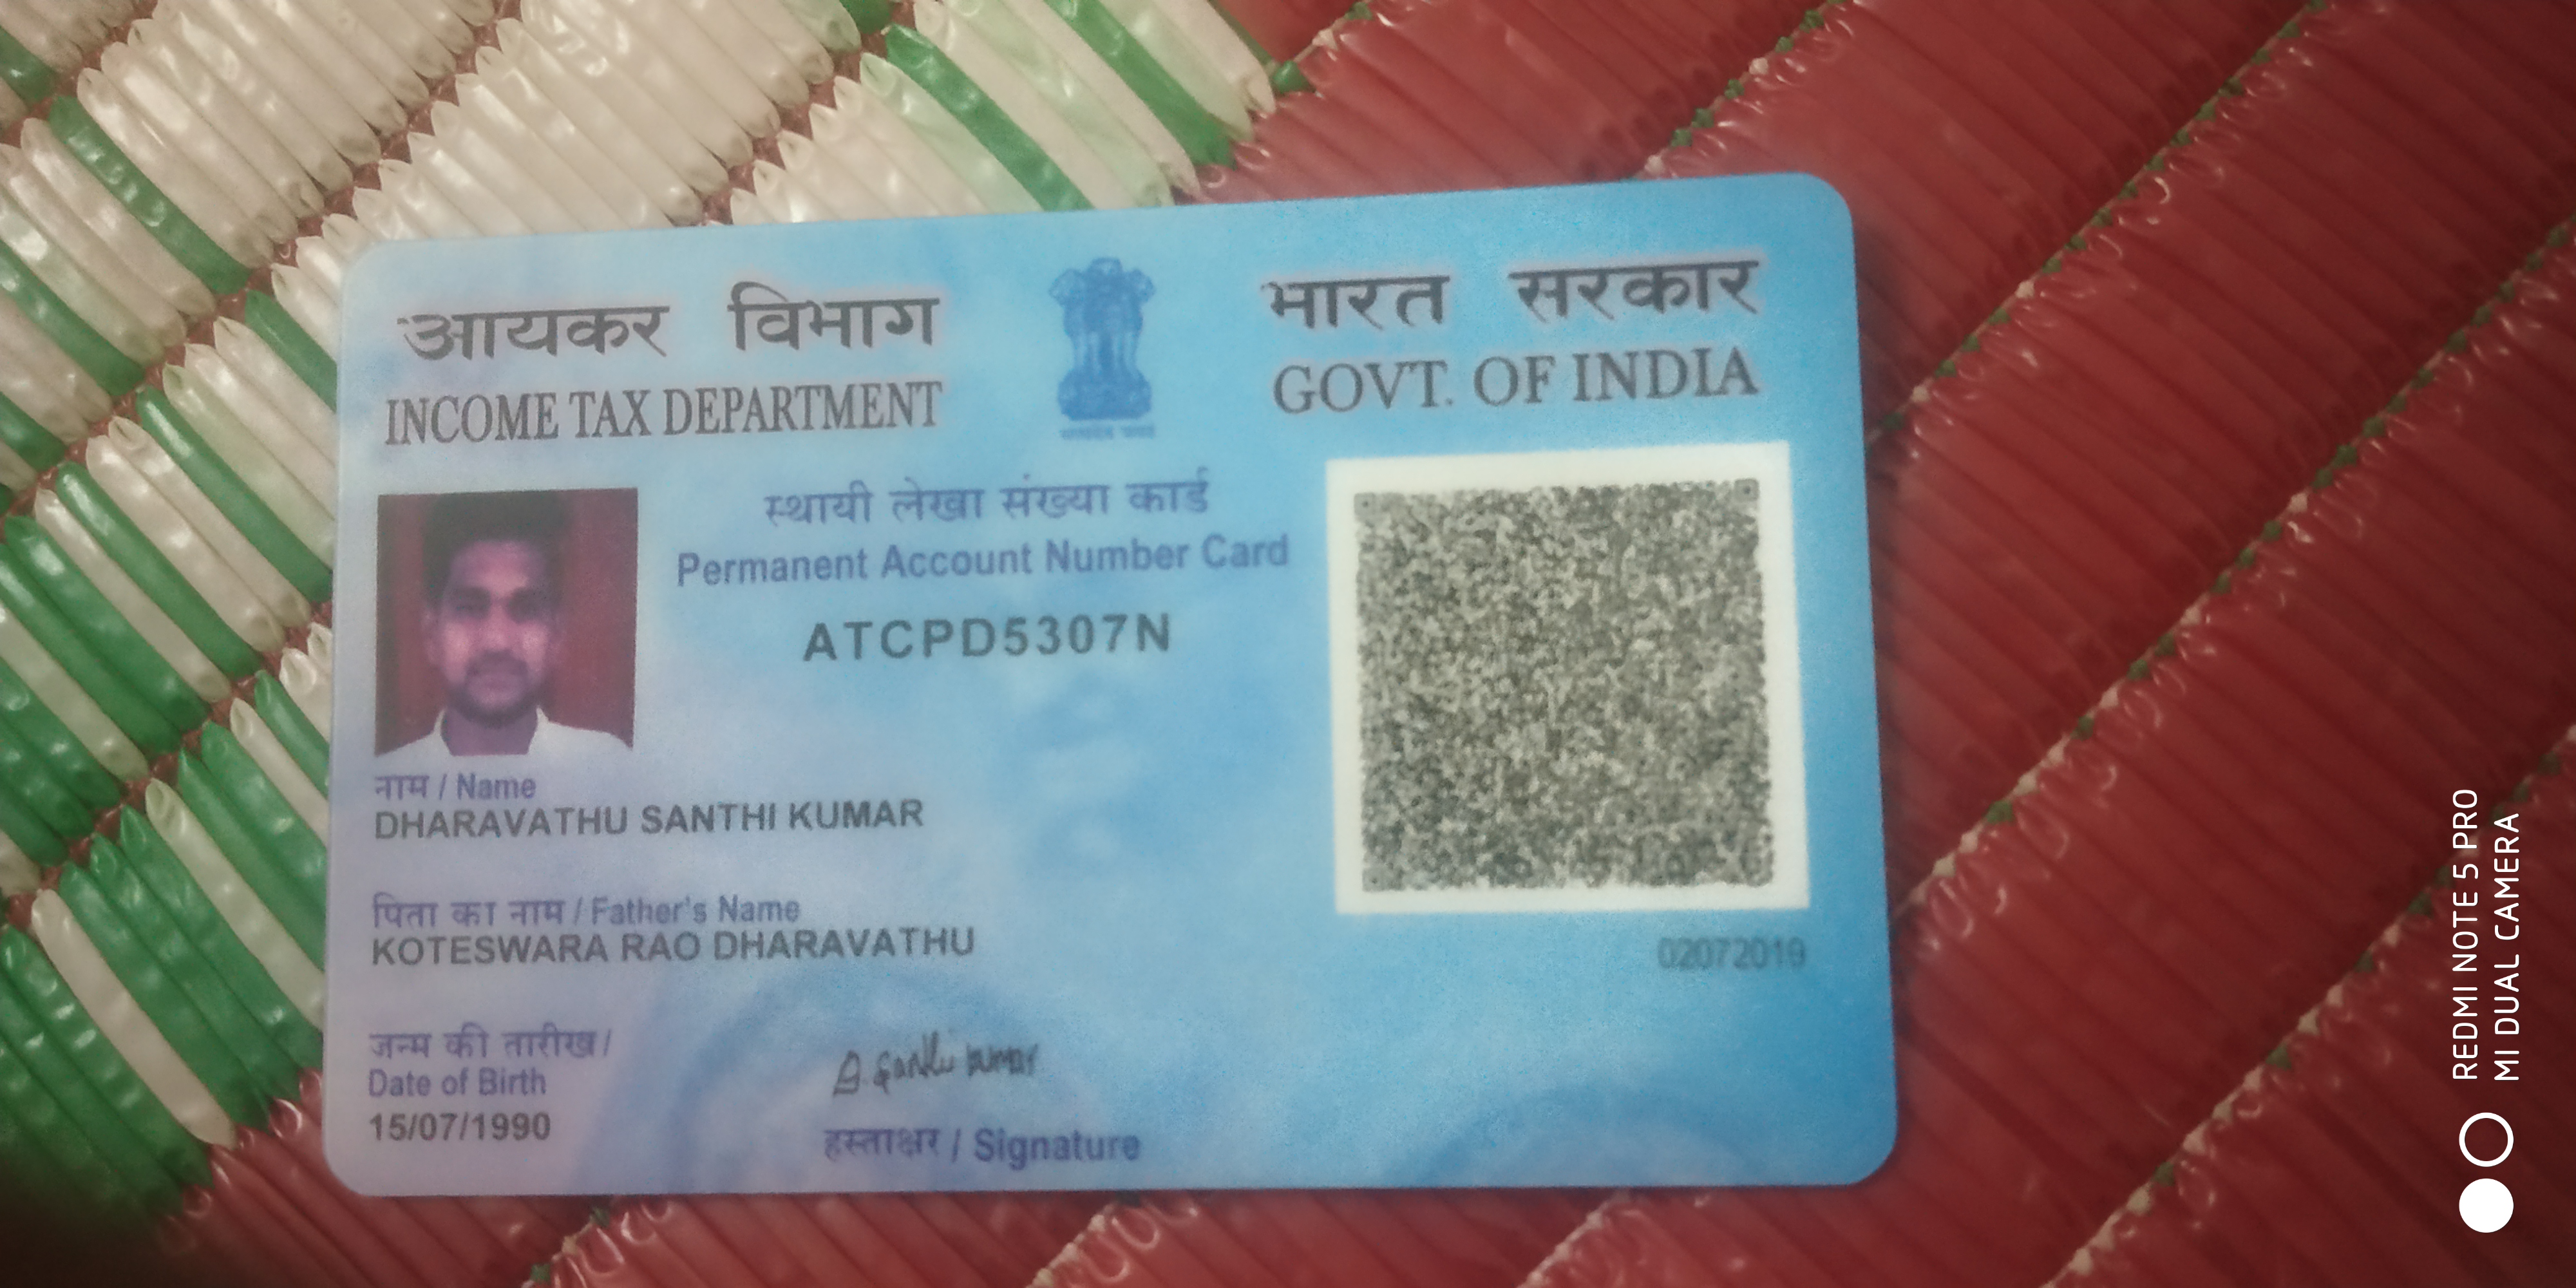 आयकर विभाग
INCOME TAX DEPARTMENT
भारत सरकार
GOVT. OF INDIA
स्थायी लेखा संख्या कार्ड
Permanent Account Number Card
ATCPD5307N
नाम / Name
DHARAVATHU SANTHI KUMAR
पिता का नाम / Father's Name
KOTESWARA RAO DHARAVATHU
जन्म की तारीख /
Date of Birth
15/07/1990
D. Santhi kumar
हस्ताक्षर / Signature
REDMI NOTE 5 PRO
MI DUAL CAMERA